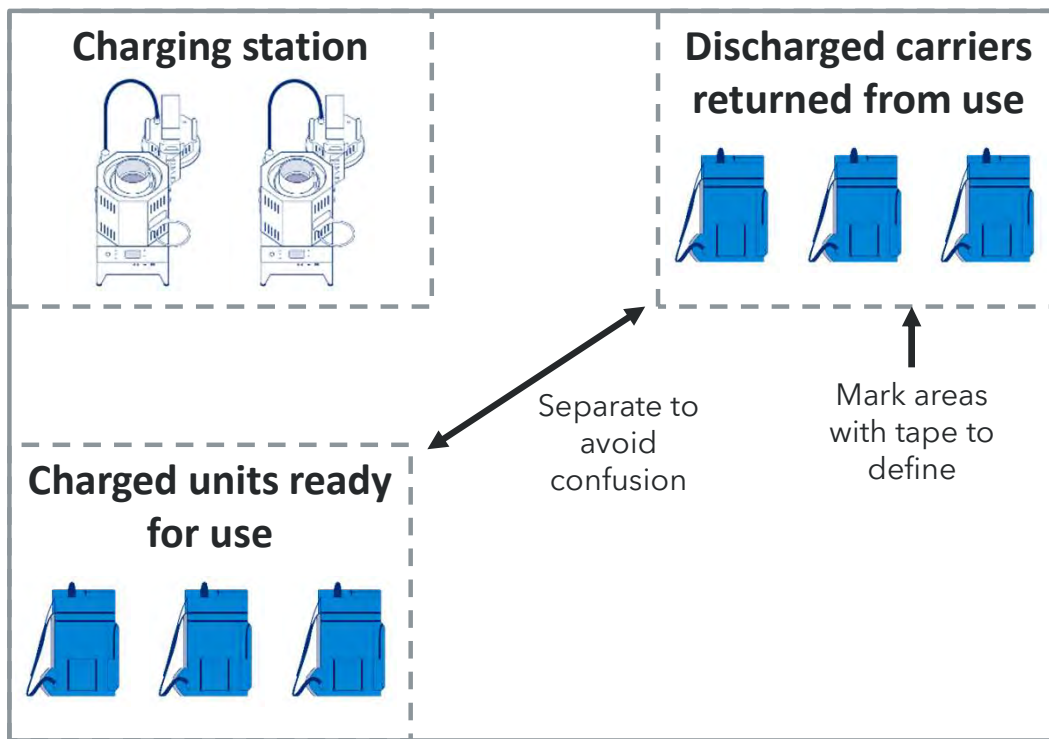 Charging station
Discharged carriers
returned from use
Separate to
avoid
confusion
Mark areas
with tape to
define
Charged units ready
for use